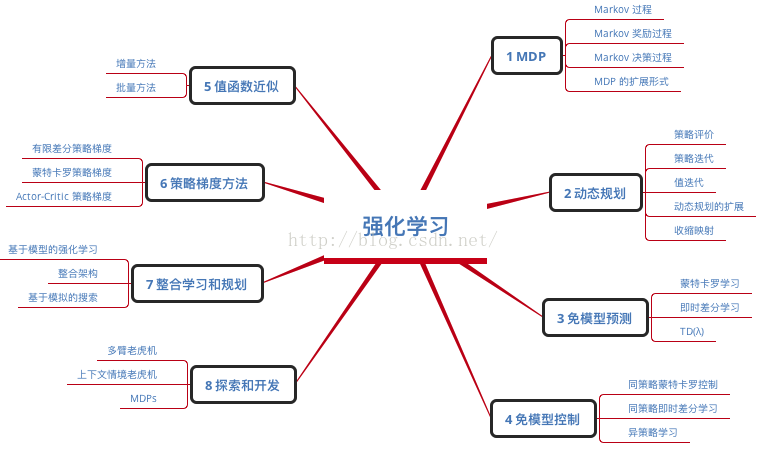 强化学习
http://blog.csdn.net/
1 MDP
Markov 过程
Markov 奖励过程
Markov 决策过程
MDP 的扩展形式
2 动态规划
策略评价
策略迭代
值迭代
动态规划的扩展
收缩映射
3 免模型预测
蒙特卡罗学习
即时差分学习
TD(λ)
4 免模型控制
同策略蒙特卡罗控制
同策略即时差分学习
异策略学习
5 值函数近似
增量方法
批量方法
6 策略梯度方法
有限差分策略梯度
蒙特卡罗策略梯度
Actor-Critic 策略梯度
7 整合学习和规划
基于模型的强化学习
整合架构
基于模拟的搜索
8 探索和开发
多臂老虎机
上下文情境老虎机
MDPs